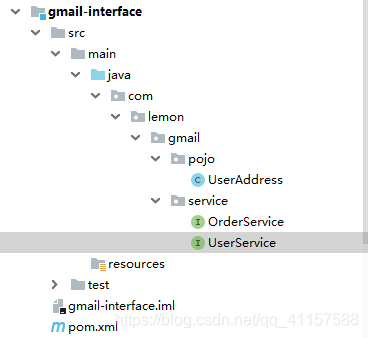 gmail-interface
src
main
java
com
lemon
gmail
pojo
C UserAddress
service
I OrderService
I UserService
resources
test
gmail-interface.iml
m pom.xml
https://blog.csdn.net/qq_41157588